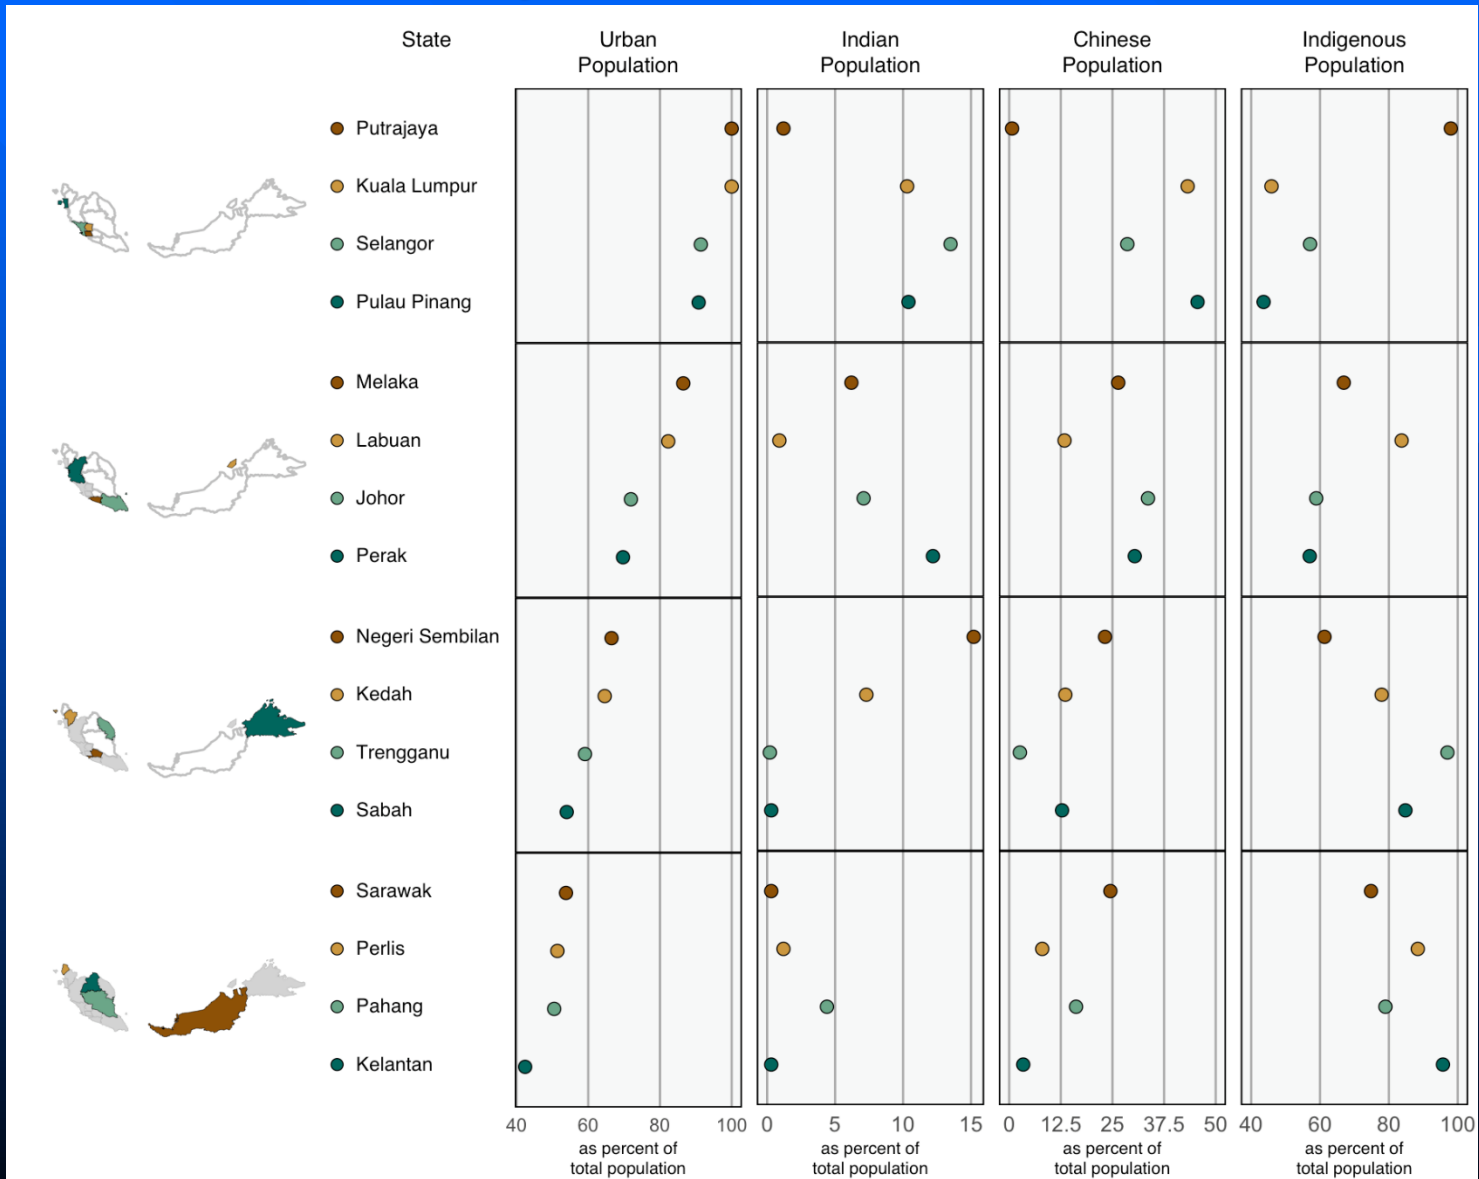 State
Urban
Population
Indian
Population
Chinese
Population
Indigenous
Population
Putrajaya
Kuala Lumpur
Selangor
Pulau Pinang
Melaka
Labuan
Johor
Perak
Negeri Sembilan
Kedah
Trengganu
Sabah
Sarawak
Perlis
Pahang
Kelantan
40 60 80 100
0 5 10 15
0 12.5 25 37.5 50
40 60 80 100
as percent of
total population
as percent of
total population
as percent of
total population
as percent of
total population